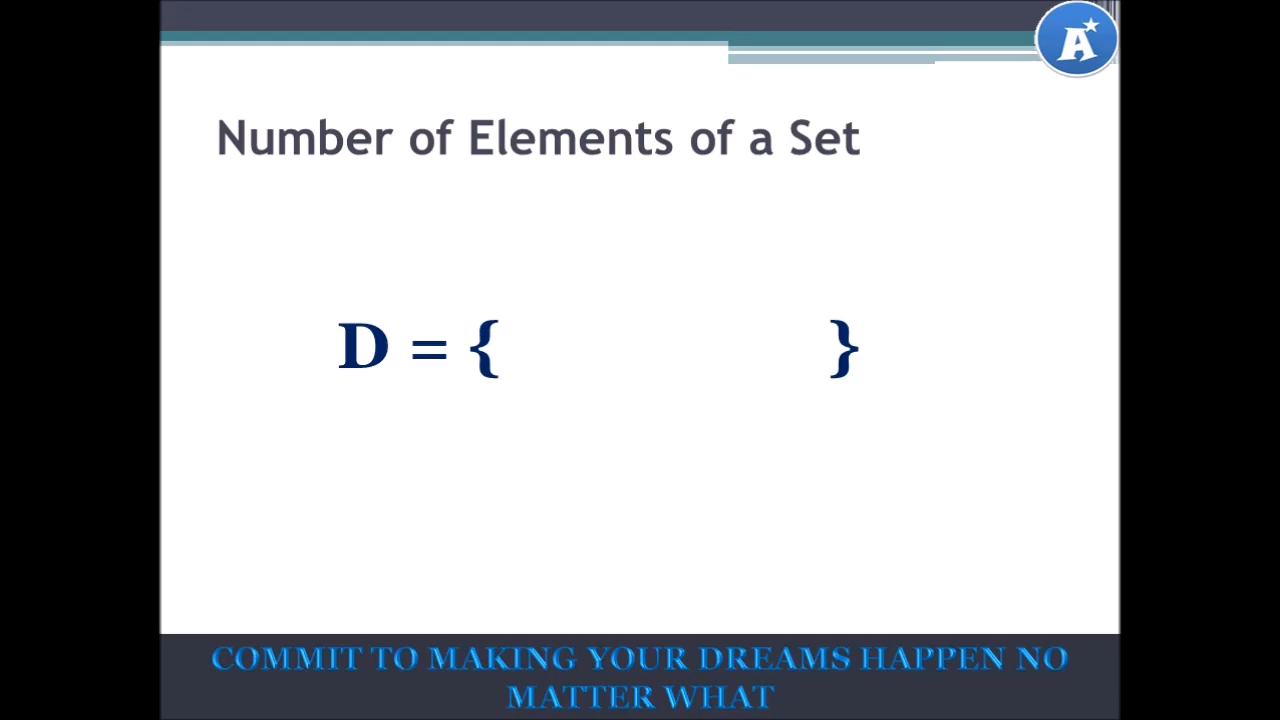 A
Number of Elements of a Set
D = { }
COMMIT TO MAKING YOUR DREAMS HAPPEN NO
MATTER WHAT